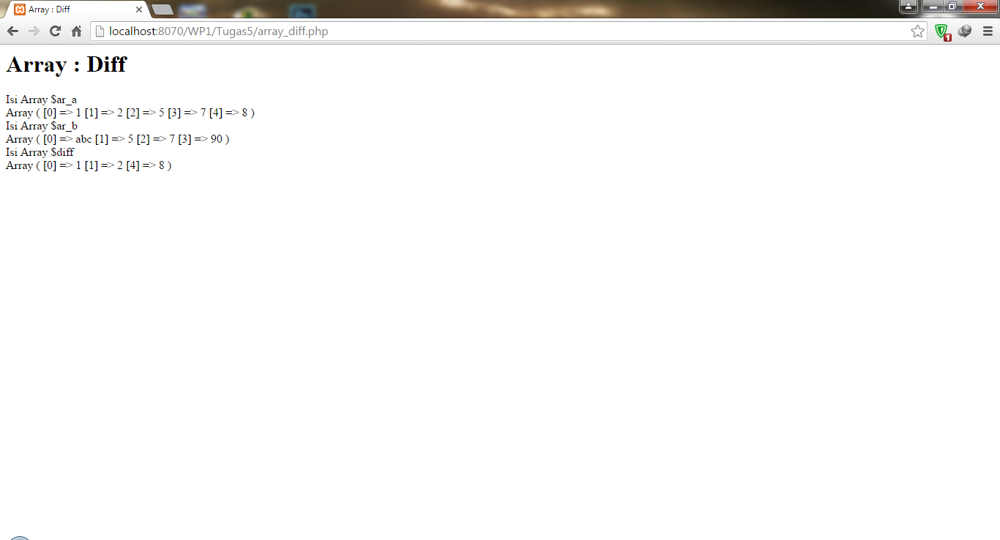 Array : Diff
localhost:8070/WP1/Tugas5/array_diff.php
1
Array : Diff
Isi Array $ar_a
Array ( [0] => 1 [1] => 2 [2] => 5 [3] => 7 [4] => 8 )
Isi Array $ar_b
Array ( [0] => abc [1] => 5 [2] => 7 [3] => 90 )
Isi Array $diff
Array ( [0] => 1 [1] => 2 [4] => 8 )